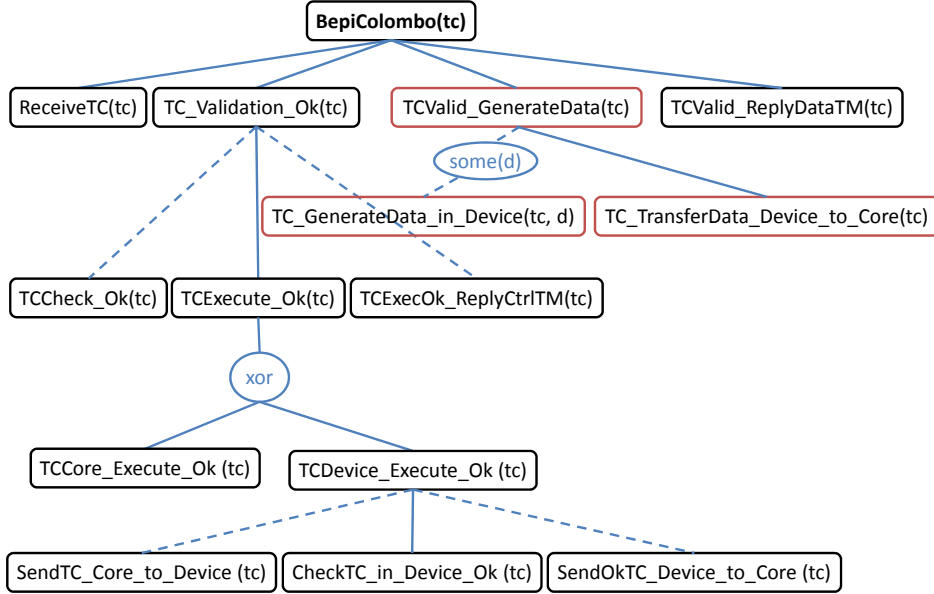 BepiColombo(tc)
ReceiveTC(tc)
TC_Validation_Ok(tc)
TCValid_GenerateData(tc)
TCValid_ReplyDataTM(tc)
some(d)
TC_GenerateData_in_Device(tc, d)
TC_TransferData_Device_to_Core(tc)
TCCheck_Ok(tc)
TCExecute_Ok(tc)
TCExecOk_ReplyCtrlTM(tc)
xor
TCCore_Execute_Ok (tc)
TCDevice_Execute_Ok (tc)
SendTC_Core_to_Device (tc)
CheckTC_in_Device_Ok (tc)
SendOkTC_Device_to_Core (tc)